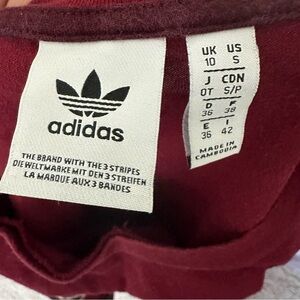 adidas
THE BRAND WITH THE 3 STRIPES
DIE WELTMARKE MIT DEN 3 STREIFEN
LA MARQUE AUX 3 BANDES
UK US
10 S
J CDN
OT S/P
D F
36 38
E I
36 42
MADE IN
CAMBODIA